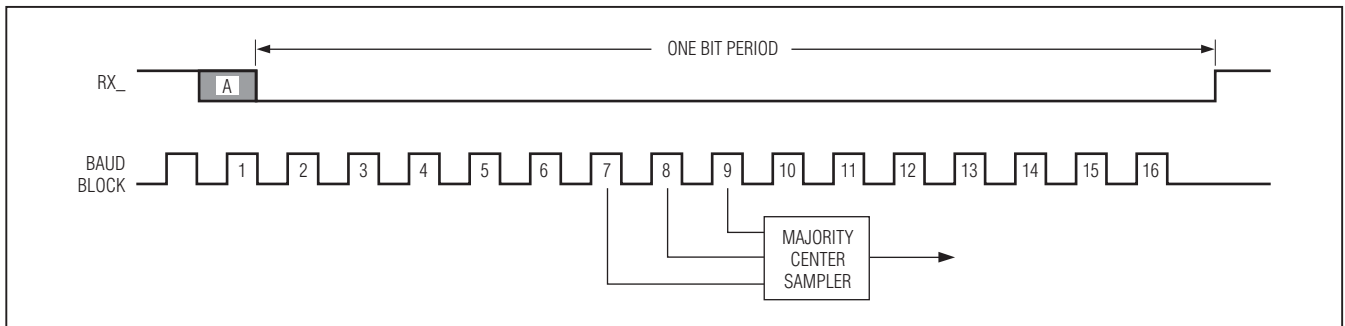 ONE BIT PERIOD
RX_
A
BAUD
BLOCK
1 2 3 4 5 6 7 8 9 10 11 12 13 14 15 16
MAJORITY
CENTER
SAMPLER